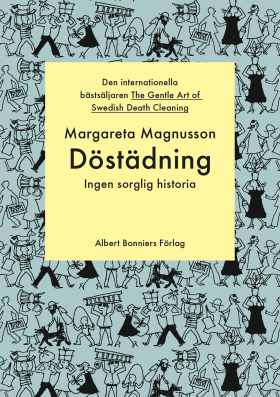 Den internationella
bästsäljaren The Gentle Art of
Swedish Death Cleaning
Margareta Magnusson
Döstädning
Ingen sorglig historia
Albert Bonniers Förlag